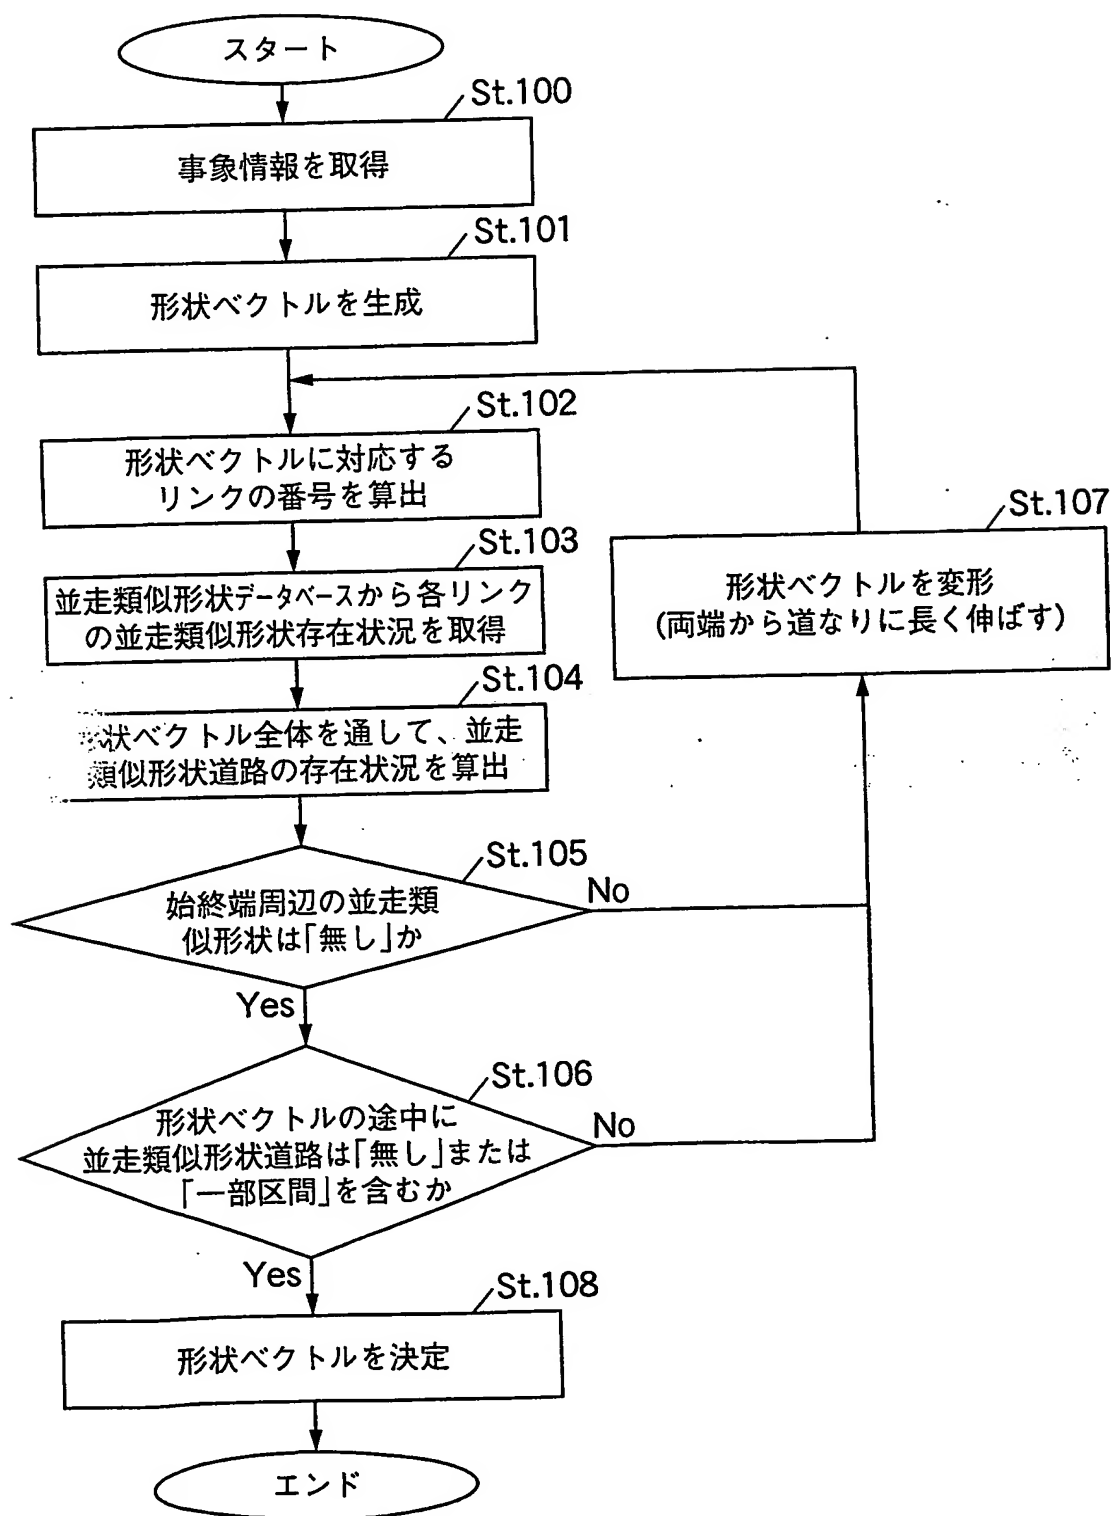 スタート
St.100
事象情報を取得
St.101
形状ベクトルを生成
St.102
形状ベクトルに対応する
リンクの番号を算出
St.103
並走類似形状データベースから各リンク
の並走類似形状存在状況を取得
St.104
状ベクトル全体を通して、並走
類似形状道路の存在状況を算出
St.105
始終端周辺の並走類
似形状は「無し」か
No
Yes
St.106
形状ベクトルの途中に
並走類似形状道路は「無し」または
「一部区間」を含むか
No
Yes
St.107
形状ベクトルを変形
(両端から道なりに長く伸ばす)
St.108
形状ベクトルを決定
エンド